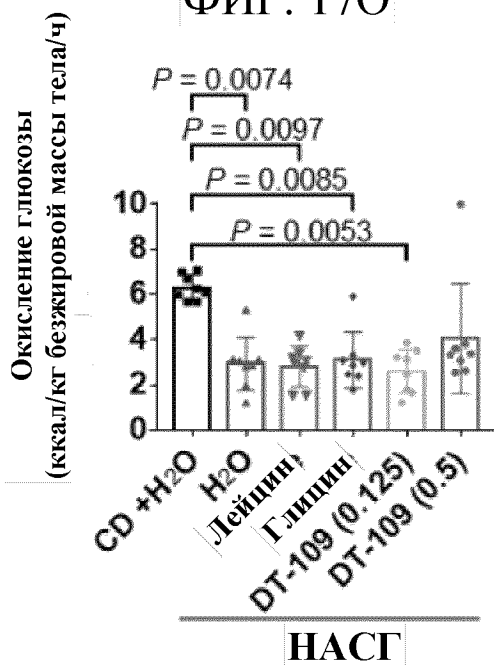 ФИГ. 17О
Окисление глюкозы
(ккал/кг безжировой массы тела/ч)
P = 0.0074
P = 0.0097
P = 0.0085
P = 0.0053
10
8
6
4
2
0
CD +H2O
H2O
Лейцин
Глицин
DT-109 (0.125)
DT-109 (0.5)
НАСГ